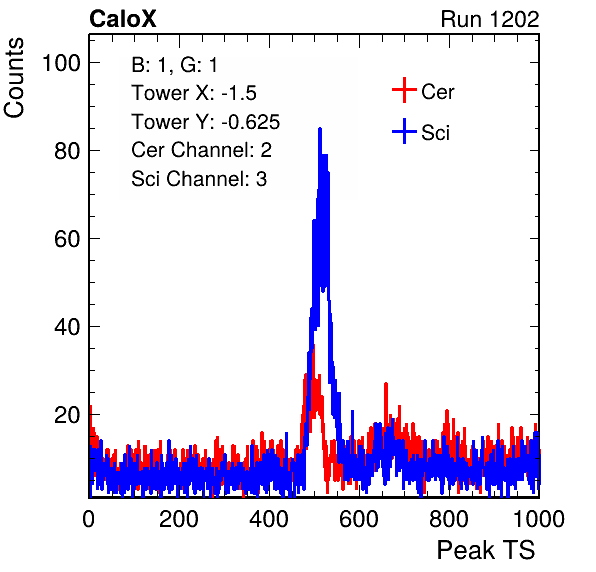 CaloX
Run 1202
Counts
B: 1, G: 1
Tower X: -1.5
Tower Y: -0.625
Cer Channel: 2
Sci Channel: 3
Cer
Sci
100
80
60
40
20
0 200 400 600 800 1000
Peak TS